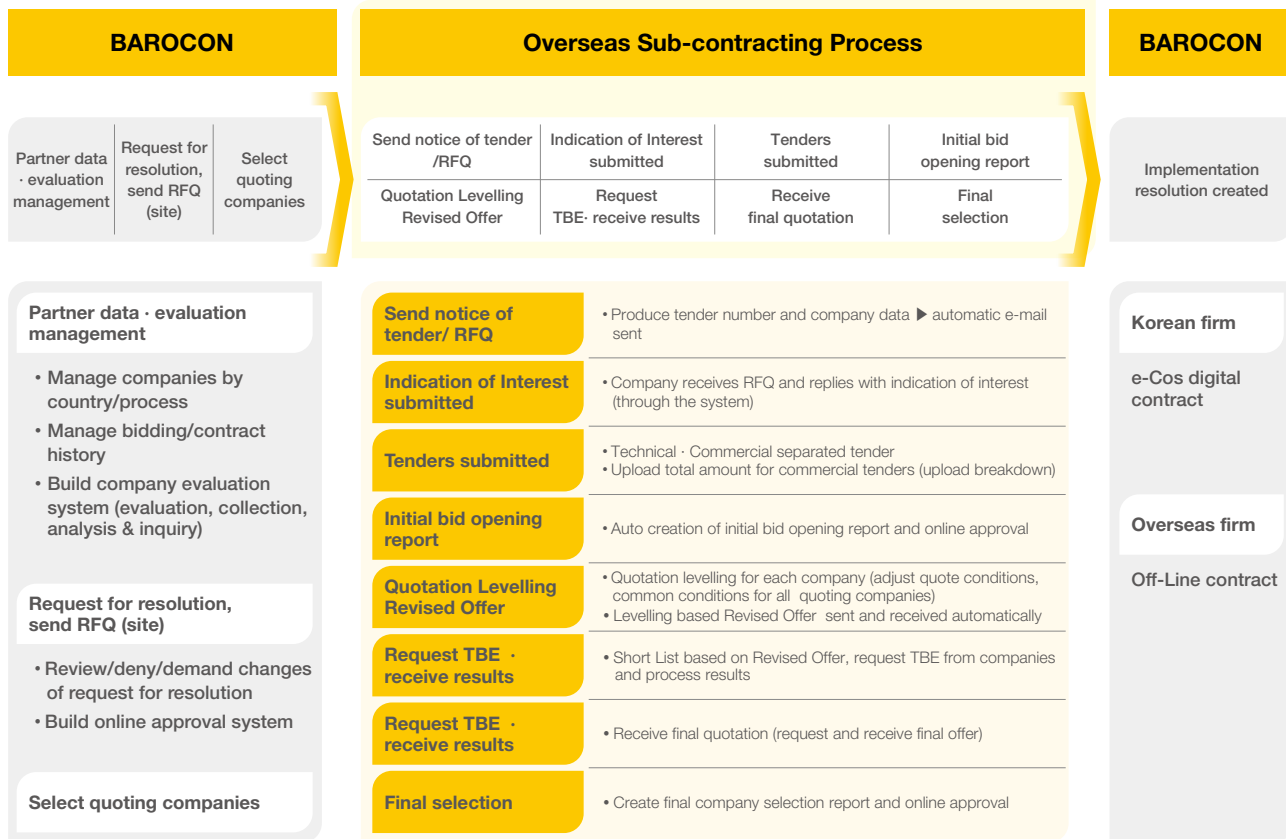 BAROCON
Overseas Sub-contracting Process
BAROCON
Partner data
· evaluation
management
Request for
resolution,
send RFQ
(site)
Select
quoting
companies
Send notice of tender
/RFQ
Indication of Interest
submitted
Tenders
submitted
Initial bid
opening report
Quotation Levelling
Revised Offer
Request
TBE· receive results
Receive
final quotation
Final
selection
Implementation
resolution created
Partner data · evaluation
management
• Manage companies by
country/process
• Manage bidding/contract
history
• Build company evaluation
system (evaluation, collection,
analysis & inquiry)
Request for resolution,
send RFQ (site)
• Review/deny/demand changes
of request for resolution
• Build online approval system
Select quoting companies
Send notice of
tender/ RFQ
• Produce tender number and company data ▶ automatic e-mail
sent
Indication of Interest
submitted
• Company receives RFQ and replies with indication of interest
(through the system)
Tenders submitted
• Technical · Commercial separated tender
• Upload total amount for commercial tenders (upload breakdown)
Initial bid opening
report
• Auto creation of initial bid opening report and online approval
Quotation Levelling
Revised Offer
• Quotation levelling for each company (adjust quote conditions,
common conditions for all quoting companies)
• Levelling based Revised Offer sent and received automatically
Request TBE ·
receive results
• Short List based on Revised Offer, request TBE from companies
and process results
Request TBE ·
receive results
• Receive final quotation (request and receive final offer)
Final selection
• Create final company selection report and online approval
Korean firm
e-Cos digital
contract
Overseas firm
Off-Line contract